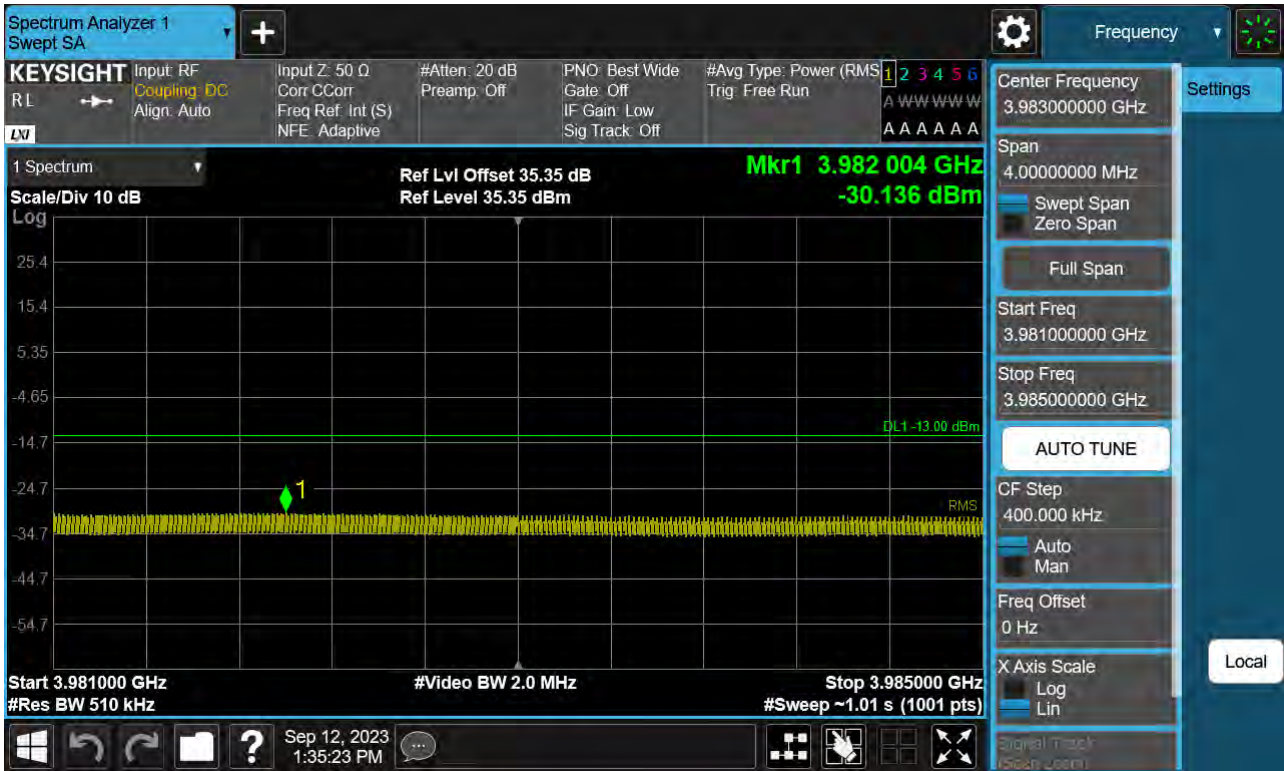 Spectrum Analyzer 1
Swept SA
+
Frequency
KEYSIGHT
RL
LXI
Input: RF
Coupling: DC
Align: Auto
Input Z: 50 Ω
Corr CCorr
Freq Ref: Int (S)
NFE: Adaptive
#Atten: 20 dB
Preamp: Off
PNO: Best Wide
Gate: Off
IF Gain: Low
Sig Track: Off
#Avg Type: Power (RMS
Trig: Free Run
1 2 3 4 5 6
A W W W W W
A A A A A A
1 Spectrum
Scale/Div 10 dB
Log
Ref Lvl Offset 35.35 dB
Ref Level 35.35 dBm
Mkr1 3.982 004 GHz
-30.136 dBm
25.4
15.4
5.35
-4.65
-14.7
-24.7
-34.7
-44.7
-54.7
DL1 -13.00 dBm
1
RMS
Start 3.981000 GHz
#Res BW 510 kHz
#Video BW 2.0 MHz
Stop 3.985000 GHz
#Sweep ~1.01 s (1001 pts)
Center Frequency
3.983000000 GHz
Span
4.00000000 MHz
Swept Span
Zero Span
Full Span
Start Freq
3.981000000 GHz
Stop Freq
3.985000000 GHz
AUTO TUNE
CF Step
400.000 kHz
Auto
Man
Freq Offset
0 Hz
X Axis Scale
Log
Lin
Signal Track
(Span Zoom)
Settings
Local
?
Sep 12, 2023
1:35:23 PM